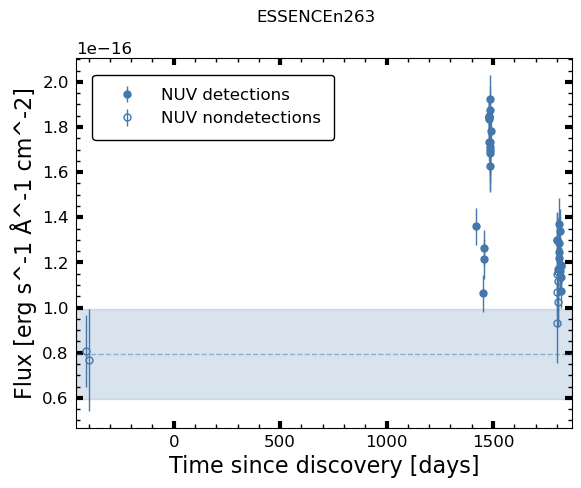 ESSENCEn263
1e−16
NUV detections
NUV nondetections
2.0
1.8
1.6
1.4
1.2
1.0
0.8
0.6
Flux [erg s^-1 Å^-1 cm^-2]
0
500
1000
1500
Time since discovery [days]